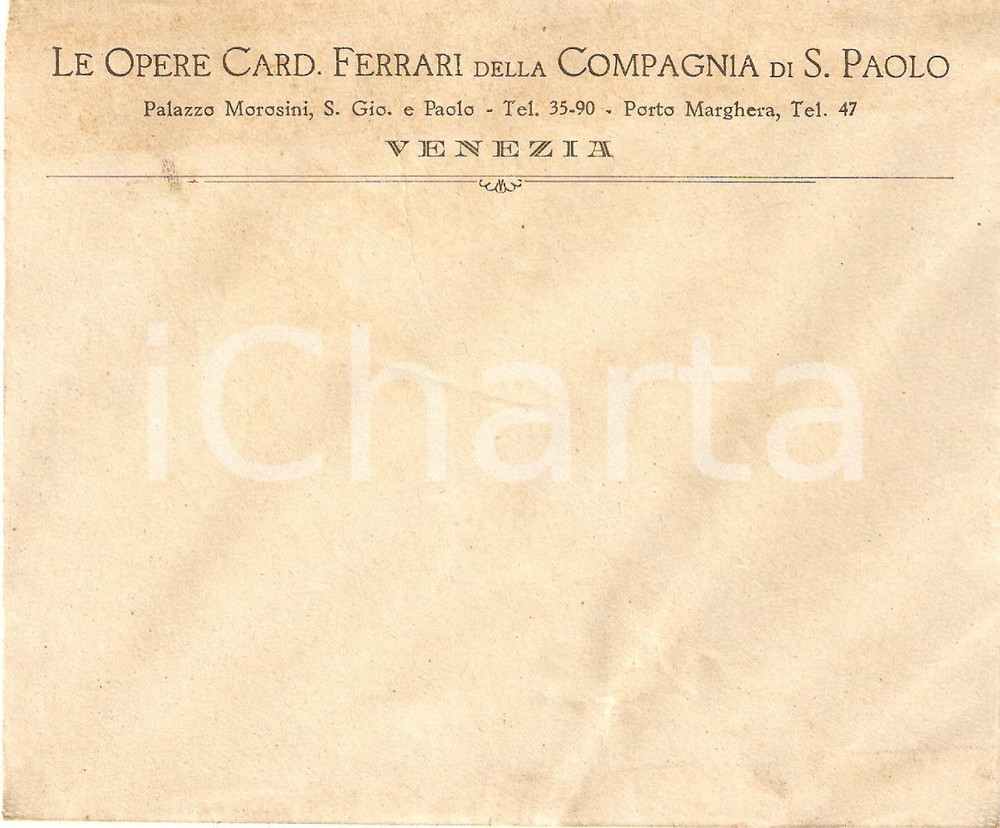 LE OPERE CARD. FERRARI DELLA COMPAGNIA DI S. PAOLO
Palazzo Morosini, S. Gio. e Paolo - Tel. 35-90 - Porto Marghera, Tel. 47
VENEZIA
iCharta